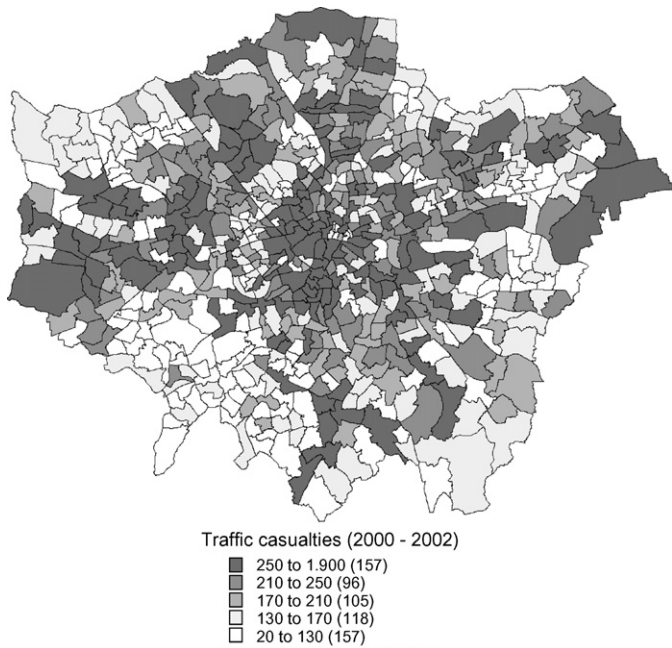 Traffic casualties (2000 - 2002)
250 to 1.900 (157)
210 to 250 (96)
170 to 210 (105)
130 to 170 (118)
20 to 130 (157)